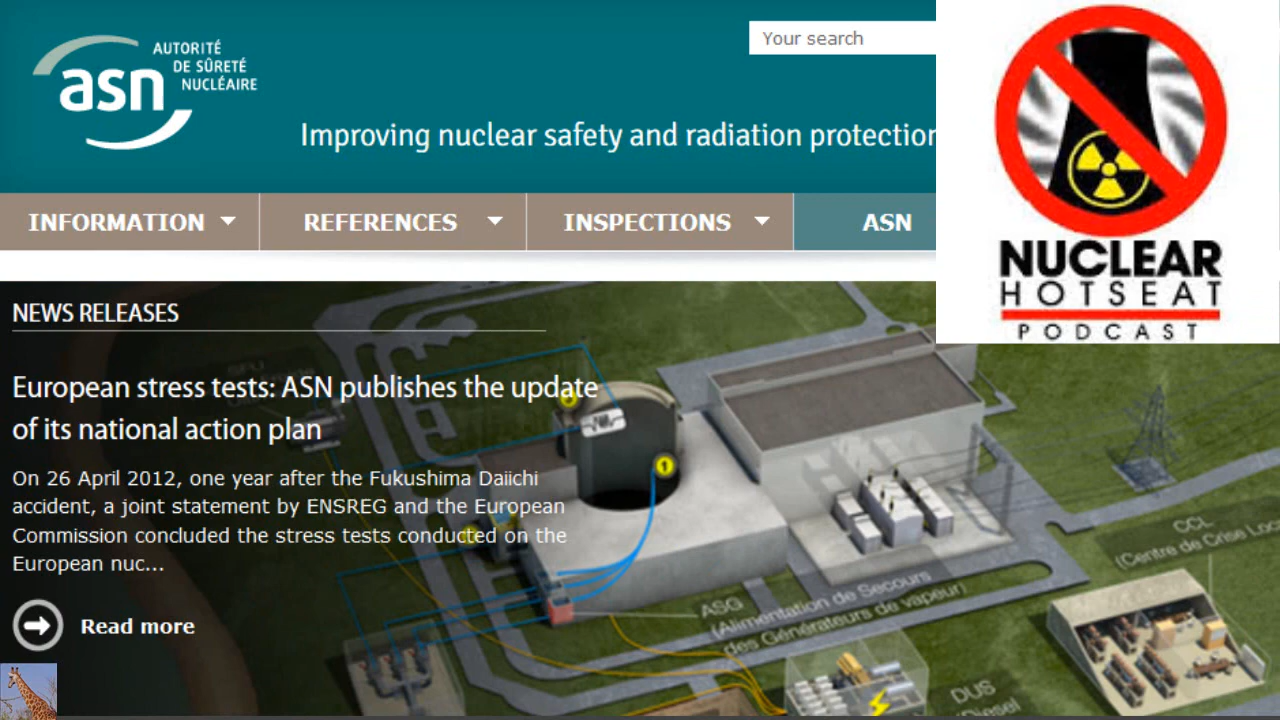 AUTORITÉ
DE SÛRETÉ
NUCLÉAIRE
asn
Your search
Improving nuclear safety and radiation protection
INFORMATION
REFERENCES
INSPECTIONS
ASN
NUCLEAR
HOTSEAT
PODCAST
NEWS RELEASES
European stress tests: ASN publishes the update
of its national action plan
On 26 April 2012, one year after the Fukushima Daiichi
accident, a joint statement by ENSREG and the European
Commission concluded the stress tests conducted on the
European nuc...
Read more
1
CCL
(Centre de Crise Loc
ASG
(Alimentation de Secours
des Générateurs de vapeur)
DUS
(Diesel